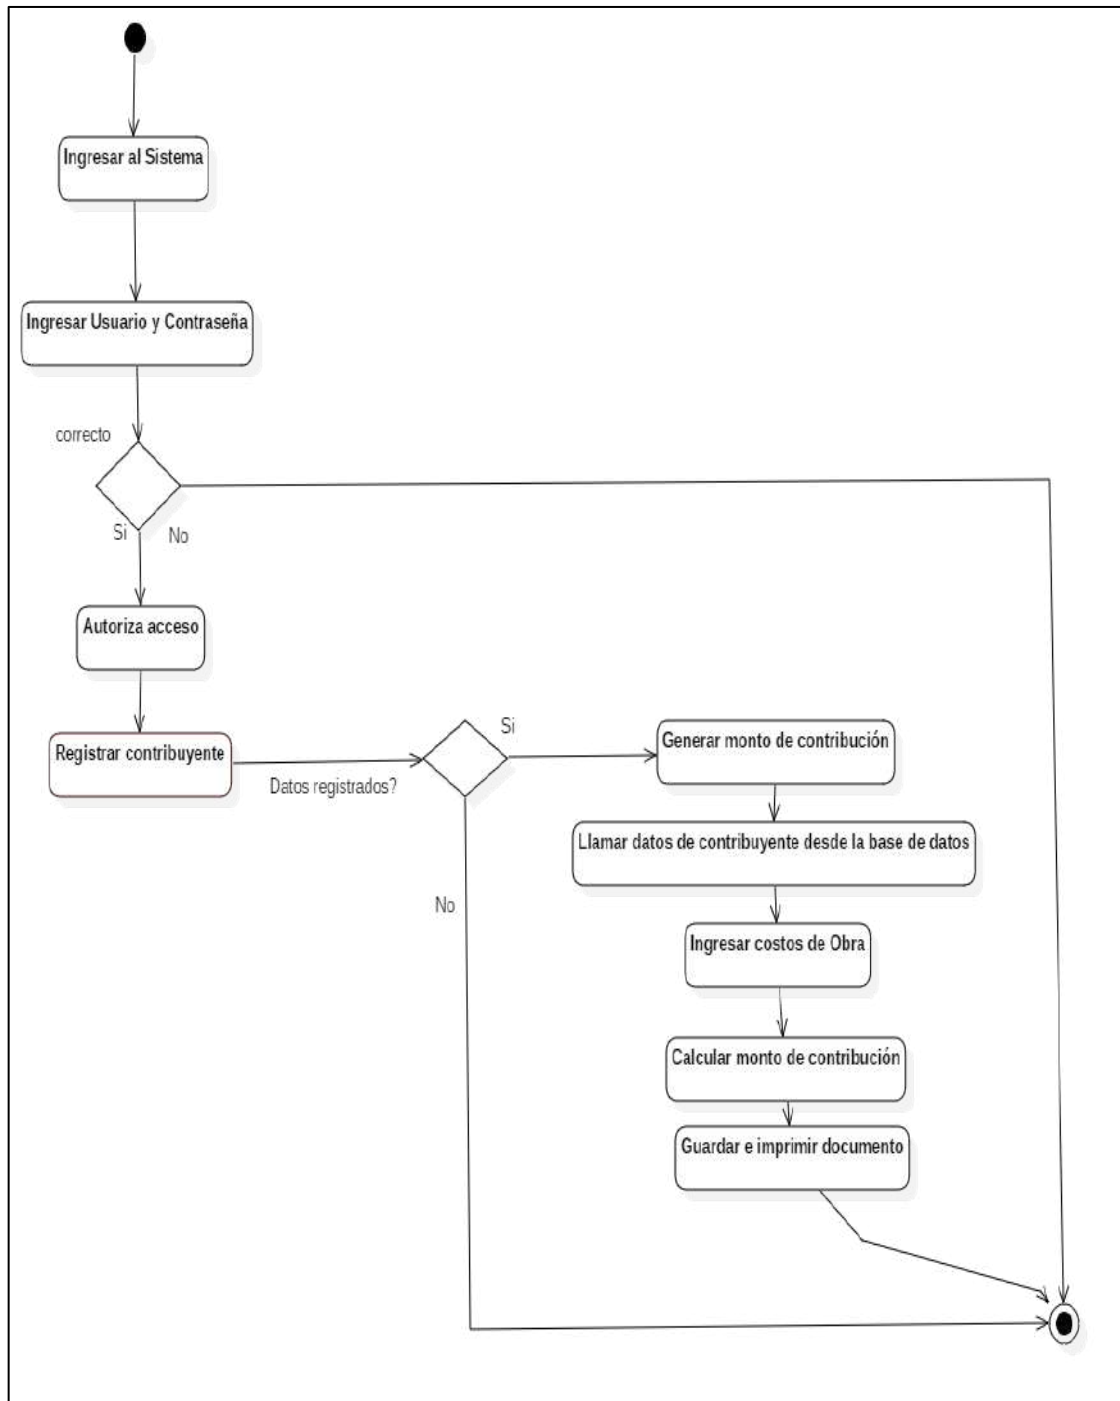 Ingresar al Sistema
Ingresar Usuario y Contraseña
correcto
Si
No
Autoriza acceso
Registrar contribuyente
Datos registrados?
Si
No
Generar monto de contribución
Llamar datos de contribuyente desde la base de datos
Ingresar costos de Obra
Calcular monto de contribución
Guardar e imprimir documento